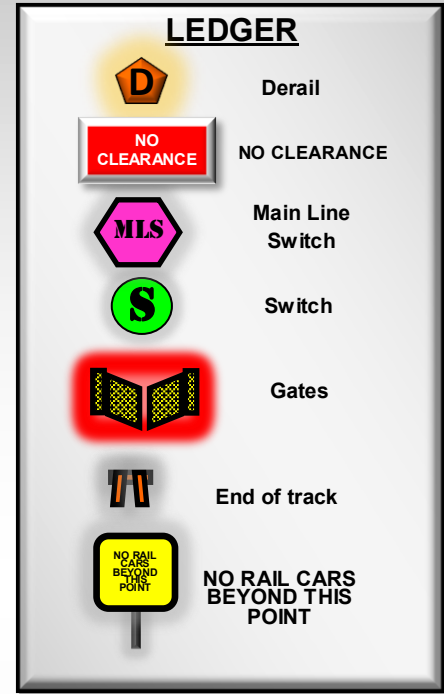 LEDGER
D
Derail
NO
CLEARANCE
NO CLEARANCE
MLS
Main Line
Switch
S
Switch
Gates
End of track
NO RAIL
CARS
BEYOND
THIS
POINT
NO RAIL CARS
BEYOND THIS
POINT